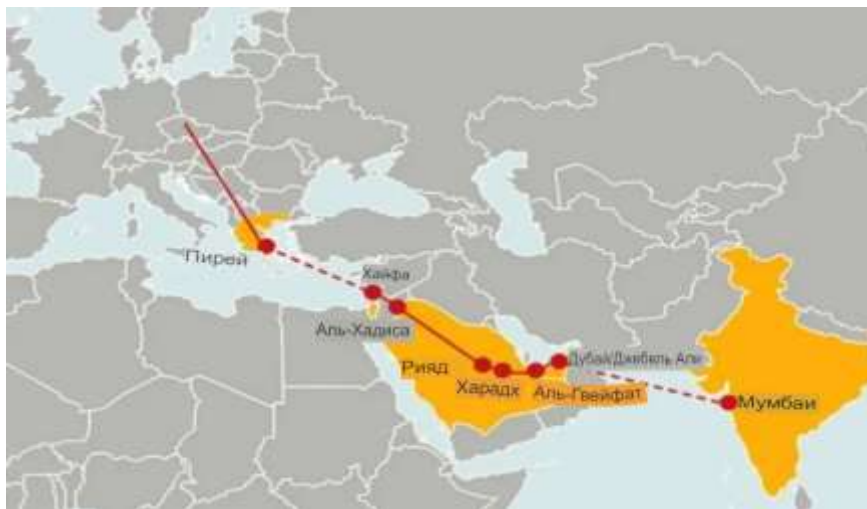 Пирей
Хайфа
Аль-Хадиса
Рияд
Харадх
Аль-Гвейфат
Дубай/Джебель Али
Мумбаи